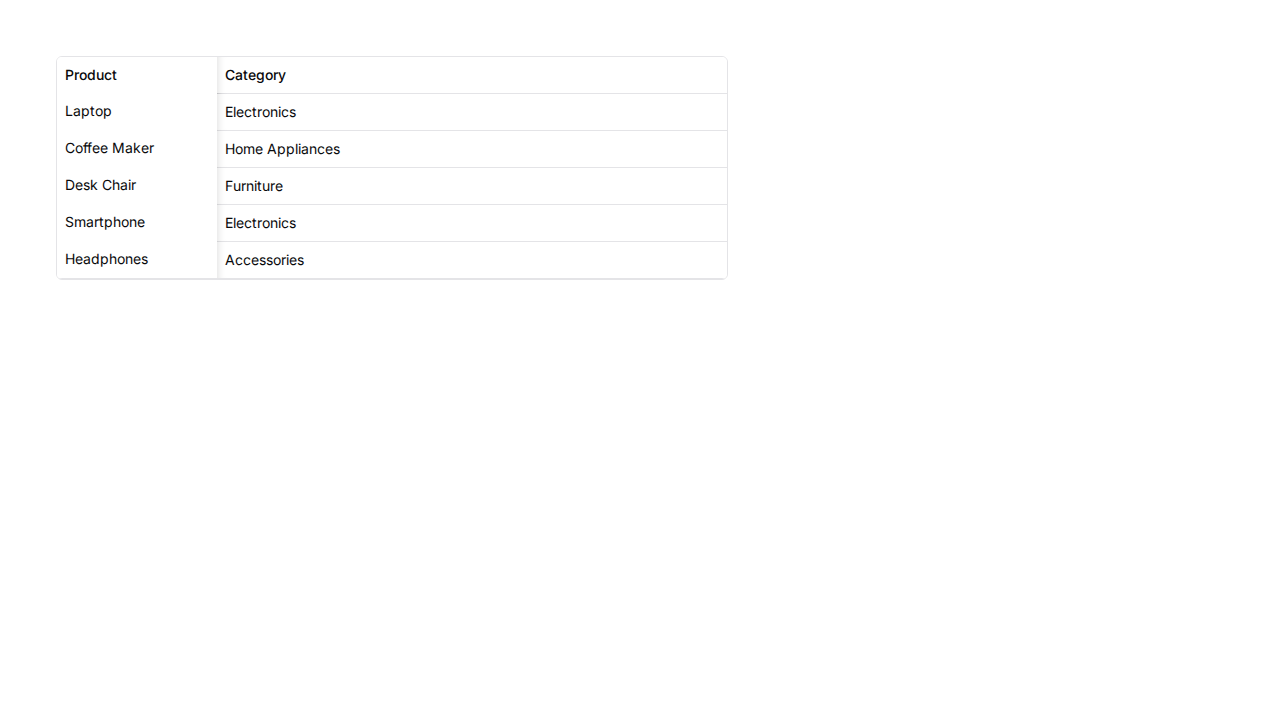 Product Category
Laptop Electronics
Coffee Maker Home Appliances
Desk Chair Furniture
Smartphone Electronics
Headphones Accessories